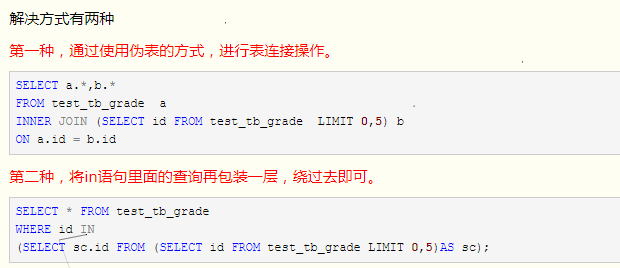 解决方式有两种
第一种，通过使用伪表的方式，进行表连接操作。
SELECT a.*,b.*
FROM test_tb_grade  a
INNER JOIN (SELECT id FROM test_tb_grade  LIMIT 0,5) b
ON a.id = b.id
第二种，将in语句里面的查询再包装一层，绕过去即可。
SELECT * FROM test_tb_grade
WHERE id IN
(SELECT sc.id FROM (SELECT id FROM test_tb_grade LIMIT 0,5)AS sc);